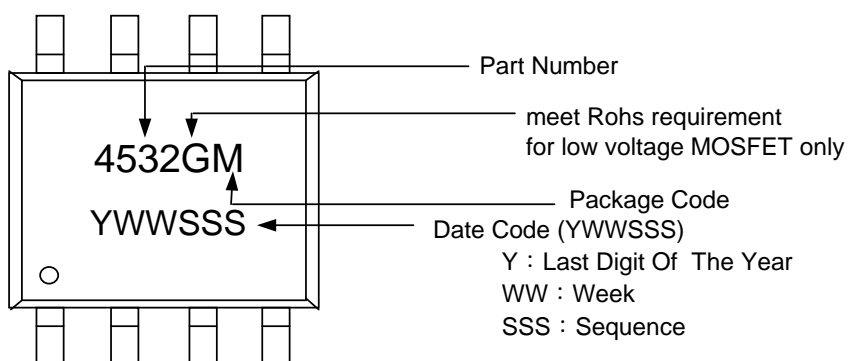 Part Number
meet Rohs requirement
for low voltage MOSFET only
4532GM
Package Code
YWWSSS
Date Code (YWWSSS)
Y：Last Digit Of The Year
WW：Week
SSS：Sequence